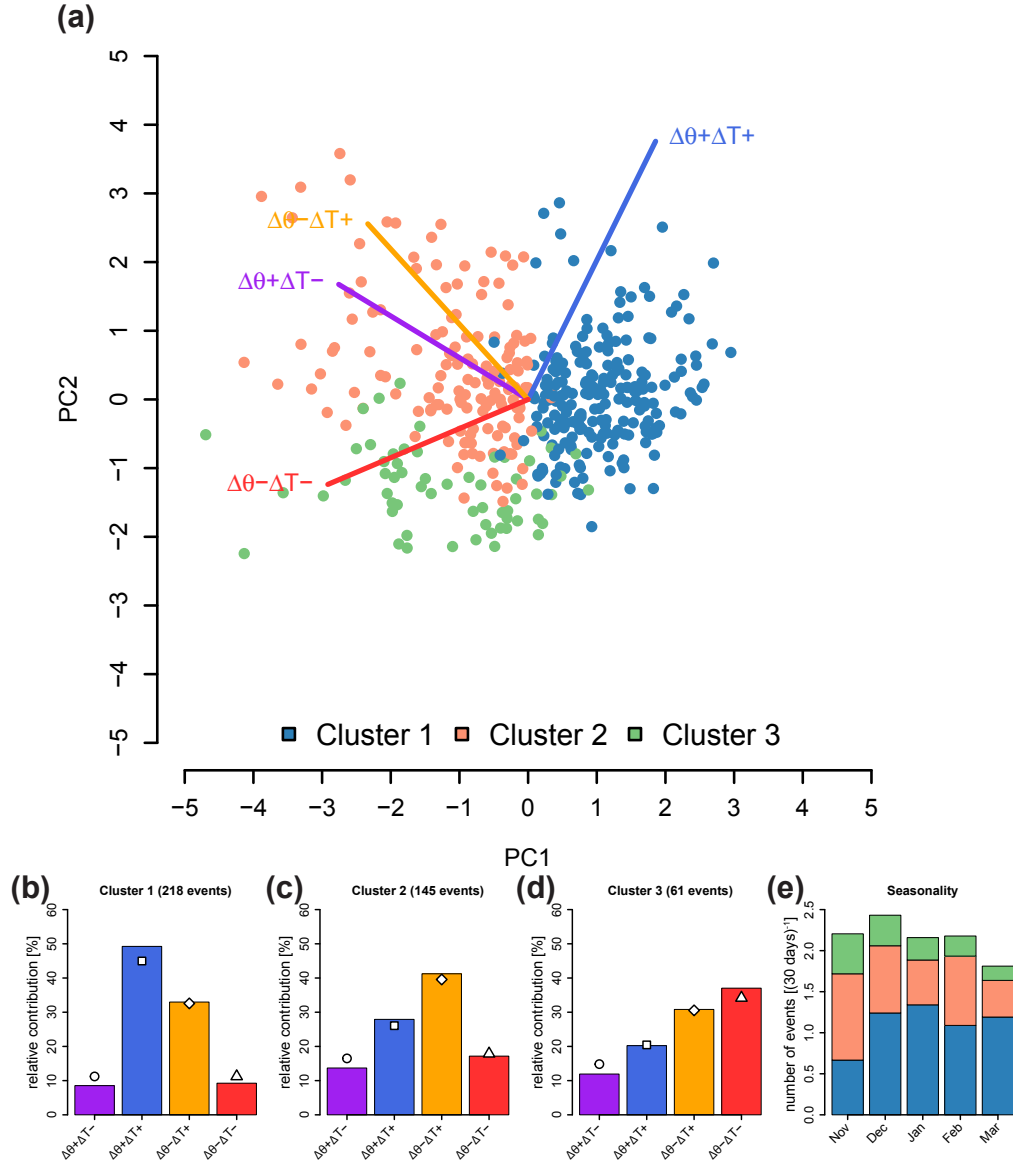 (a)
5
4
3
2
1
0
−1
−2
−3
−4
−5
PC2
Δθ+ΔT+
Δθ−ΔT+
Δθ+ΔT−
Δθ−ΔT−
Cluster 1 Cluster 2 Cluster 3
−5 −4 −3 −2 −1 0 1 2 3 4 5
PC1
(b) Cluster 1 (218 events)
relative contribution [%]
60
50
40
30
20
10
0
Δθ+ΔT− Δθ+ΔT+ Δθ−ΔT+ Δθ−ΔT−
(c) Cluster 2 (145 events)
relative contribution [%]
60
50
40
30
20
10
0
Δθ+ΔT− Δθ+ΔT+ Δθ−ΔT+ Δθ−ΔT−
(d) Cluster 3 (61 events)
relative contribution [%]
60
50
40
30
20
10
0
Δθ+ΔT− Δθ+ΔT+ Δθ−ΔT+ Δθ−ΔT−
(e) Seasonality
number of events [(30 days)⁻¹]
2.5
2.0
1.5
1.0
0.5
0.0
Nov Dec Jan Feb Mar